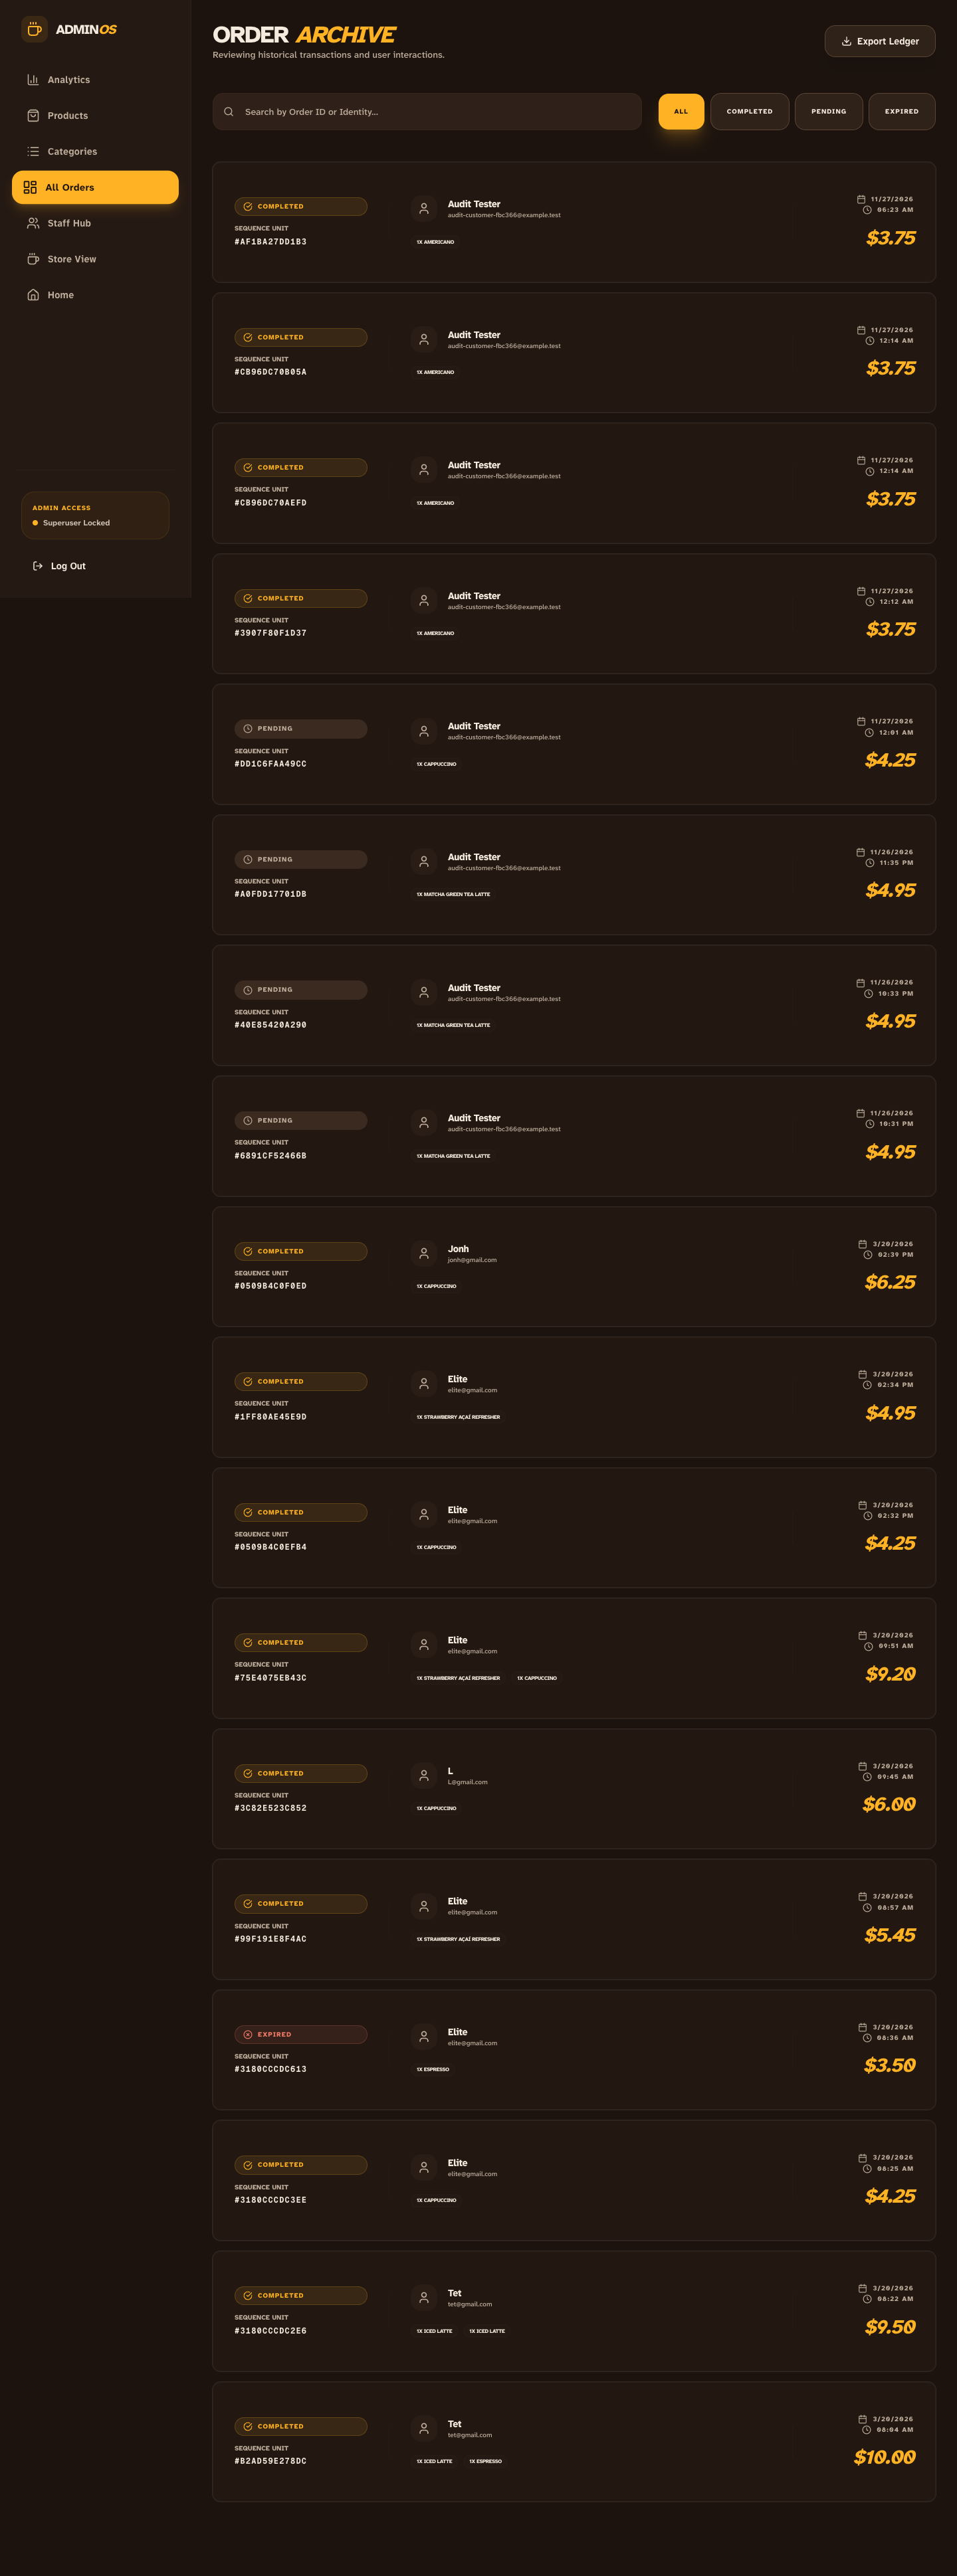 ADMINOS
Analytics
Products
Categories
All Orders
Staff Hub
Store View
Home
ADMIN ACCESS
Superuser Locked
Log Out
ORDER ARCHIVE
Reviewing historical transactions and user interactions.
Export Ledger
Search by Order ID or Identity...
ALL
COMPLETED
PENDING
EXPIRED
COMPLETED
SEQUENCE UNIT
#AF1BA27DD1B3
Audit Tester
audit-customer-fbc366@example.test
1X AMERICANO
11/27/2026
06:23 AM
$3.75
COMPLETED
SEQUENCE UNIT
#CB96DC70B05A
Audit Tester
audit-customer-fbc366@example.test
1X AMERICANO
11/27/2026
12:14 AM
$3.75
COMPLETED
SEQUENCE UNIT
#CB96DC70AEFD
Audit Tester
audit-customer-fbc366@example.test
1X AMERICANO
11/27/2026
12:14 AM
$3.75
COMPLETED
SEQUENCE UNIT
#3907F80F1D37
Audit Tester
audit-customer-fbc366@example.test
1X AMERICANO
11/27/2026
12:12 AM
$3.75
PENDING
SEQUENCE UNIT
#DD1C6FAA49CC
Audit Tester
audit-customer-fbc366@example.test
1X CAPPUCCINO
11/27/2026
12:01 AM
$4.25
PENDING
SEQUENCE UNIT
#A0FDD17701DB
Audit Tester
audit-customer-fbc366@example.test
1X MATCHA GREEN TEA LATTE
11/26/2026
11:35 PM
$4.95
PENDING
SEQUENCE UNIT
#40E85420A290
Audit Tester
audit-customer-fbc366@example.test
1X MATCHA GREEN TEA LATTE
11/26/2026
10:33 PM
$4.95
PENDING
SEQUENCE UNIT
#6891CF52466B
Audit Tester
audit-customer-fbc366@example.test
1X MATCHA GREEN TEA LATTE
11/26/2026
10:31 PM
$4.95
COMPLETED
SEQUENCE UNIT
#0509B4C0F0ED
Jonh
jonh@gmail.com
1X CAPPUCCINO
3/20/2026
02:39 PM
$6.25
COMPLETED
SEQUENCE UNIT
#1FF80AE45E9D
Elite
elite@gmail.com
1X STRAWBERRY AÇAÍ REFRESHER
3/20/2026
02:34 PM
$4.95
COMPLETED
SEQUENCE UNIT
#0509B4C0EFB4
Elite
elite@gmail.com
1X CAPPUCCINO
3/20/2026
02:32 PM
$4.25
COMPLETED
SEQUENCE UNIT
#75E4075EB43C
Elite
elite@gmail.com
1X STRAWBERRY AÇAÍ REFRESHER 1X CAPPUCCINO
3/20/2026
09:51 AM
$9.20
COMPLETED
SEQUENCE UNIT
#3C82E523C852
L
L@gmail.com
1X CAPPUCCINO
3/20/2026
09:45 AM
$6.00
COMPLETED
SEQUENCE UNIT
#99F191E8F4AC
Elite
elite@gmail.com
1X STRAWBERRY AÇAÍ REFRESHER
3/20/2026
08:57 AM
$5.45
EXPIRED
SEQUENCE UNIT
#3180CCCDC613
Elite
elite@gmail.com
1X ESPRESSO
3/20/2026
08:36 AM
$3.50
COMPLETED
SEQUENCE UNIT
#3180CCCDC3EE
Elite
elite@gmail.com
1X CAPPUCCINO
3/20/2026
08:25 AM
$4.25
COMPLETED
SEQUENCE UNIT
#3180CCCDC2E6
Tet
tet@gmail.com
1X ICED LATTE 1X ICED LATTE
3/20/2026
08:22 AM
$9.50
COMPLETED
SEQUENCE UNIT
#B2AD59E278DC
Tet
tet@gmail.com
1X ICED LATTE 1X ESPRESSO
3/20/2026
08:04 AM
$10.00